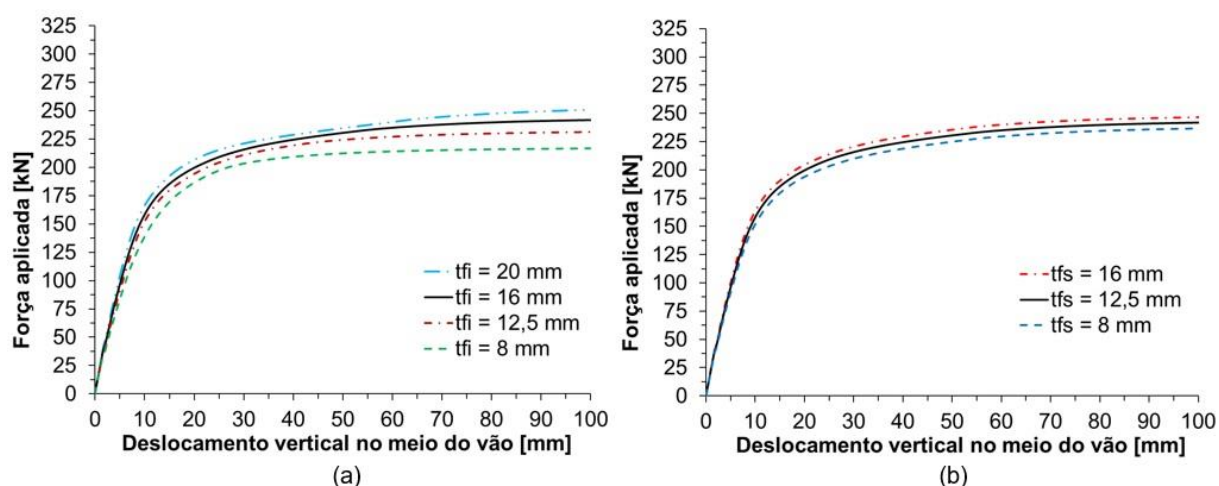 325
300
275
250
225
200
175
150
125
100
75
50
25
0
Força aplicada [kN]
tfi = 20 mm
tfi = 16 mm
tfi = 12,5 mm
tfi = 8 mm
0 10 20 30 40 50 60 70 80 90 100
Deslocamento vertical no meio do vão [mm]
(a)
325
300
275
250
225
200
175
150
125
100
75
50
25
0
Força aplicada [kN]
tfs = 16 mm
tfs = 12,5 mm
tfs = 8 mm
0 10 20 30 40 50 60 70 80 90 100
Deslocamento vertical no meio do vão [mm]
(b)